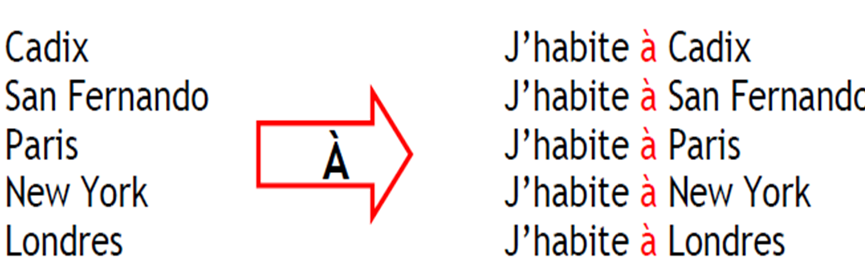 Cadix
San Fernando
Paris
New York
Londres
À
J'habite à Cadix
J'habite à San Fernando
J'habite à Paris
J'habite à New York
J'habite à Londres